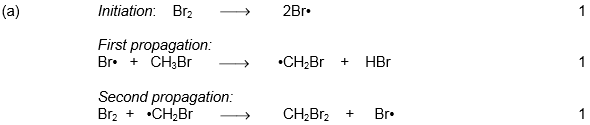 (a) Initiation: Br₂ ⟶ 2Br• 1
First propagation:
Br• + CH₃Br ⟶ •CH₂Br + HBr 1
Second propagation:
Br₂ + •CH₂Br ⟶ CH₂Br₂ + Br• 1